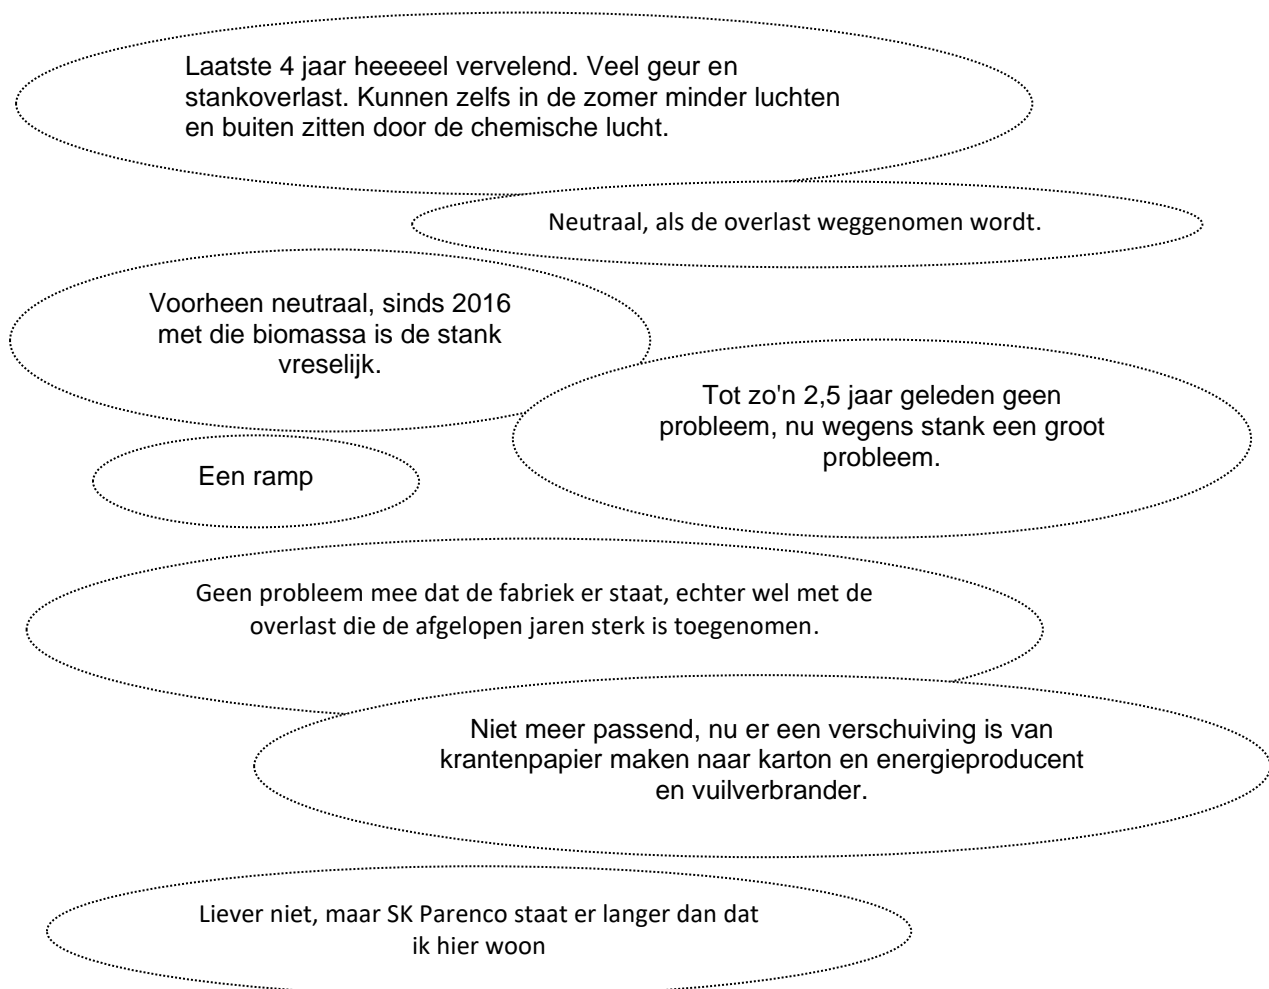 Laatste 4 jaar heeeeel vervelend. Veel geur en
stankoverlast. Kunnen zelfs in de zomer minder luchten
en buiten zitten door de chemische lucht.
Neutraal, als de overlast weggenomen wordt.
Voorheen neutraal, sinds 2016
met die biomassa is de stank
vreselijk.
Tot zo'n 2,5 jaar geleden geen
probleem, nu wegens stank een groot
probleem.
Een ramp
Geen probleem mee dat de fabriek er staat, echter wel met de
overlast die de afgelopen jaren sterk is toegenomen.
Niet meer passend, nu er een verschuiving is van
krantenpapier maken naar karton en energieproducent
en vuilverbrander.
Liever niet, maar SK Parenco staat er langer dan dat
ik hier woon